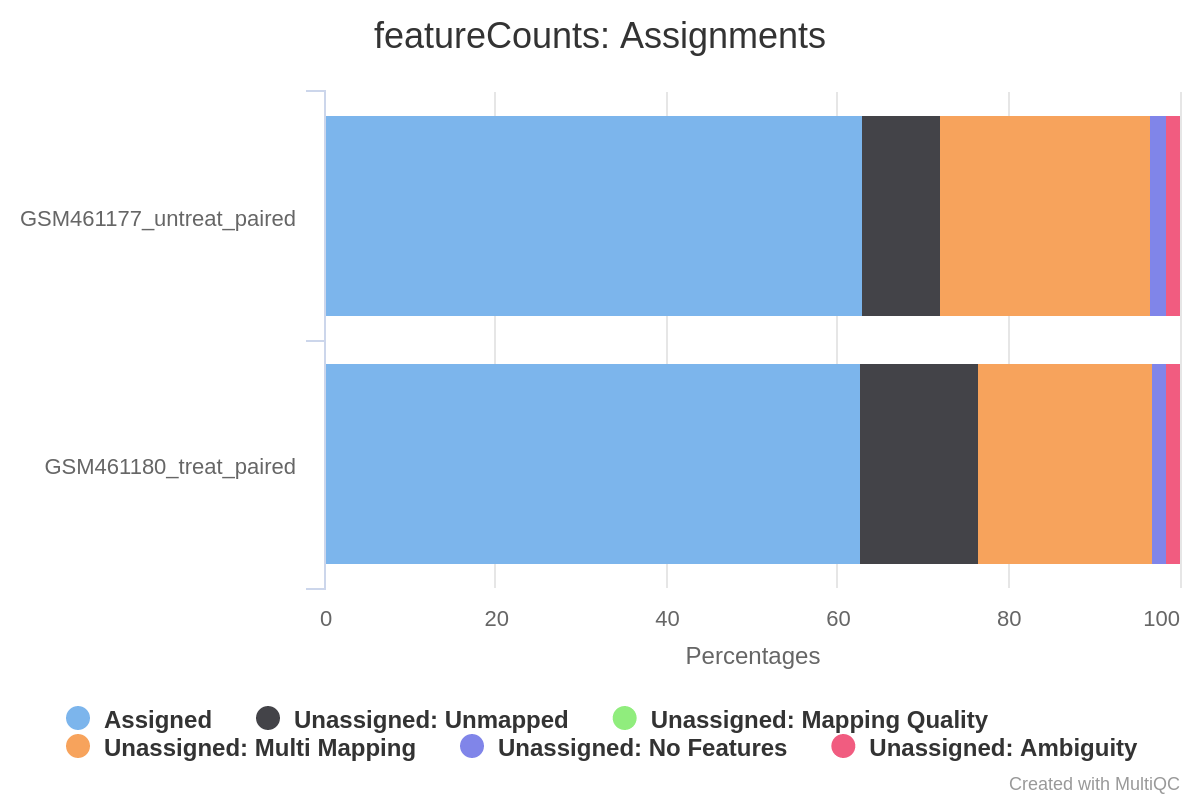 featureCounts: Assignments
GSM461177_untreat_paired
GSM461180_treat_paired
0 20 40 60 80 100
Percentages
Assigned Unassigned: Unmapped Unassigned: Mapping Quality
Unassigned: Multi Mapping Unassigned: No Features Unassigned: Ambiguity
Created with MultiQC